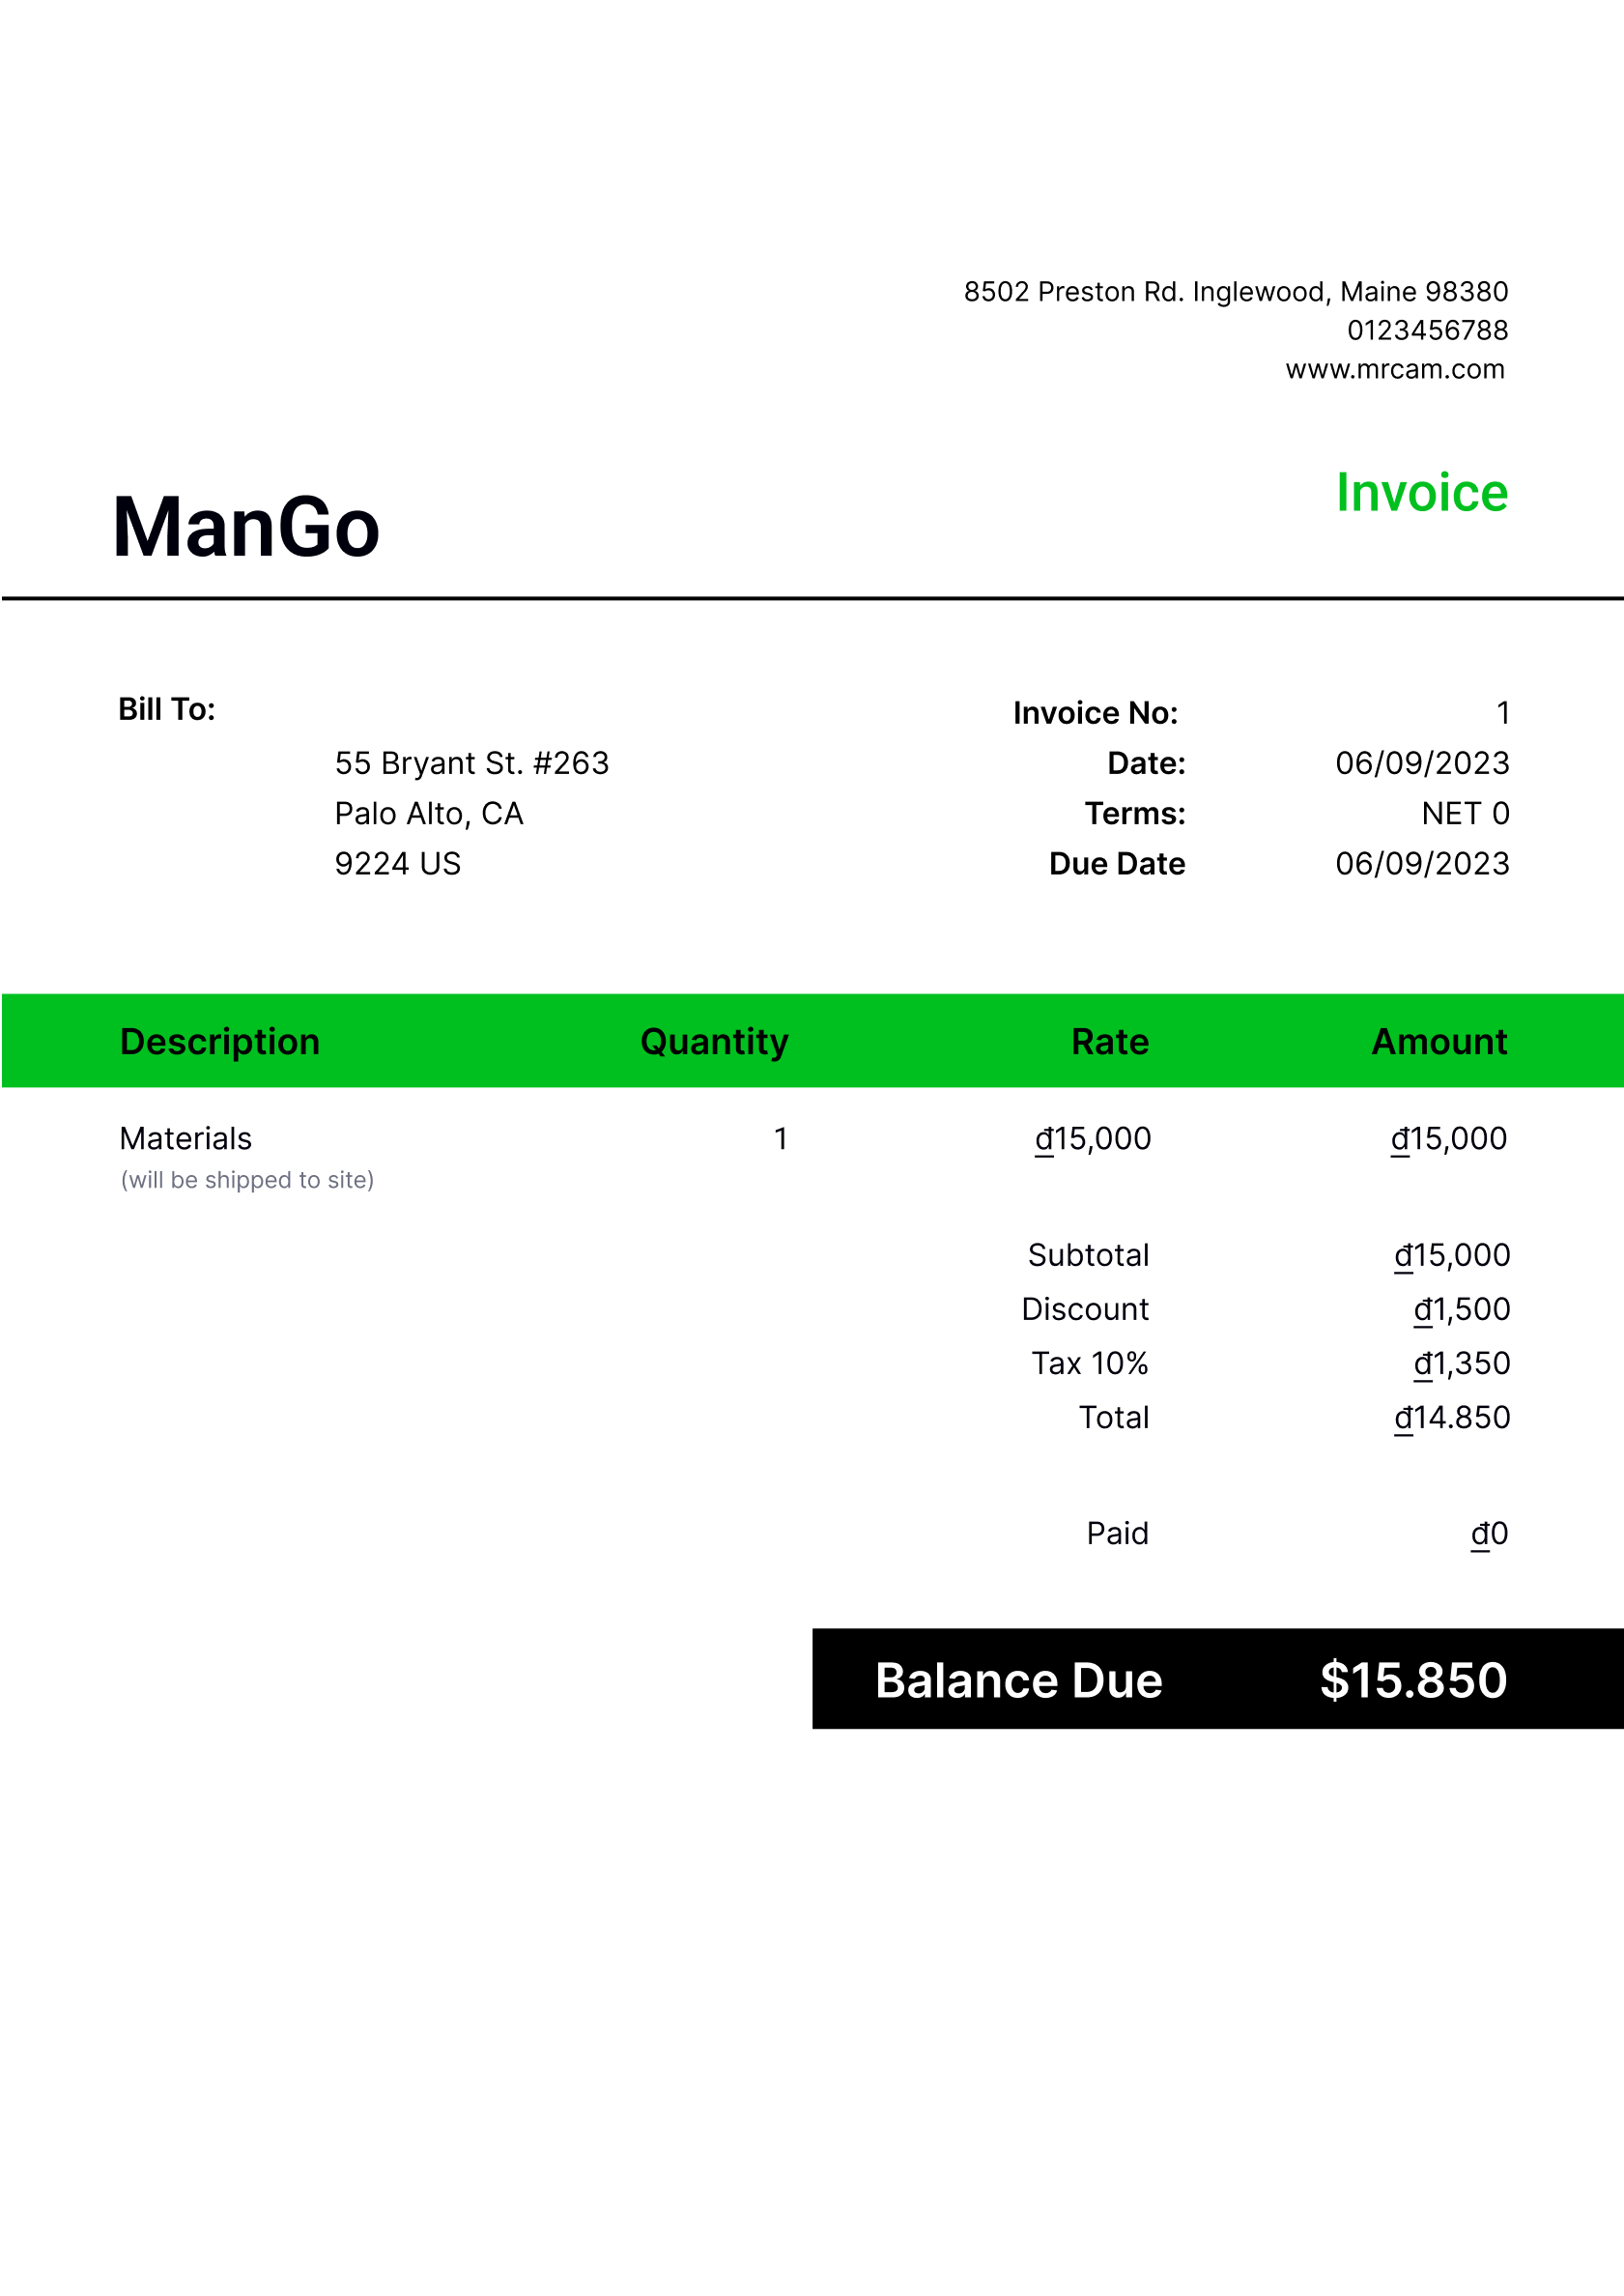 8502 Preston Rd. Inglewood, Maine 98380
0123456788
www.mrcam.com
Invoice
ManGo
Bill To:
55 Bryant St. #263
Palo Alto, CA
9224 US
Invoice No: 1
Date: 06/09/2023
Terms: NET 0
Due Date 06/09/2023
Description Quantity Rate Amount
Materials 1 ₫15,000 ₫15,000
(will be shipped to site)
Subtotal ₫15,000
Discount ₫1,500
Tax 10% ₫1,350
Total ₫14.850
Paid ₫0
Balance Due $15.850